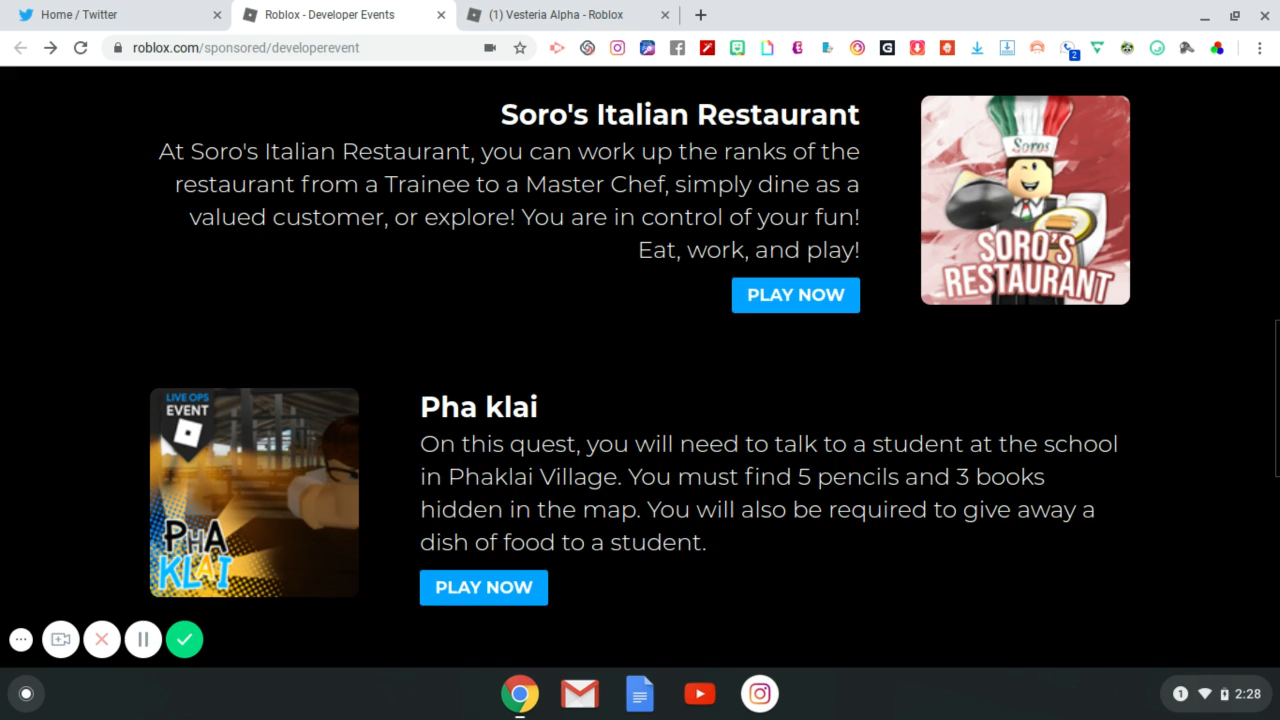 Home / Twitter
Roblox - Developer Events
(1) Vesteria Alpha - Roblox
roblox.com/sponsored/developerevent
2
Soro's Italian Restaurant
At Soro's Italian Restaurant, you can work up the ranks of the
restaurant from a Trainee to a Master Chef, simply dine as a
valued customer, or explore! You are in control of your fun!
Eat, work, and play!
PLAY NOW
Soros
SORO'S
RESTAURANT
LIVE OPS
EVENT
PHA
KLAI
Pha klai
On this quest, you will need to talk to a student at the school
in Phaklai Village. You must find 5 pencils and 3 books
hidden in the map. You will also be required to give away a
dish of food to a student.
PLAY NOW
1
2:28